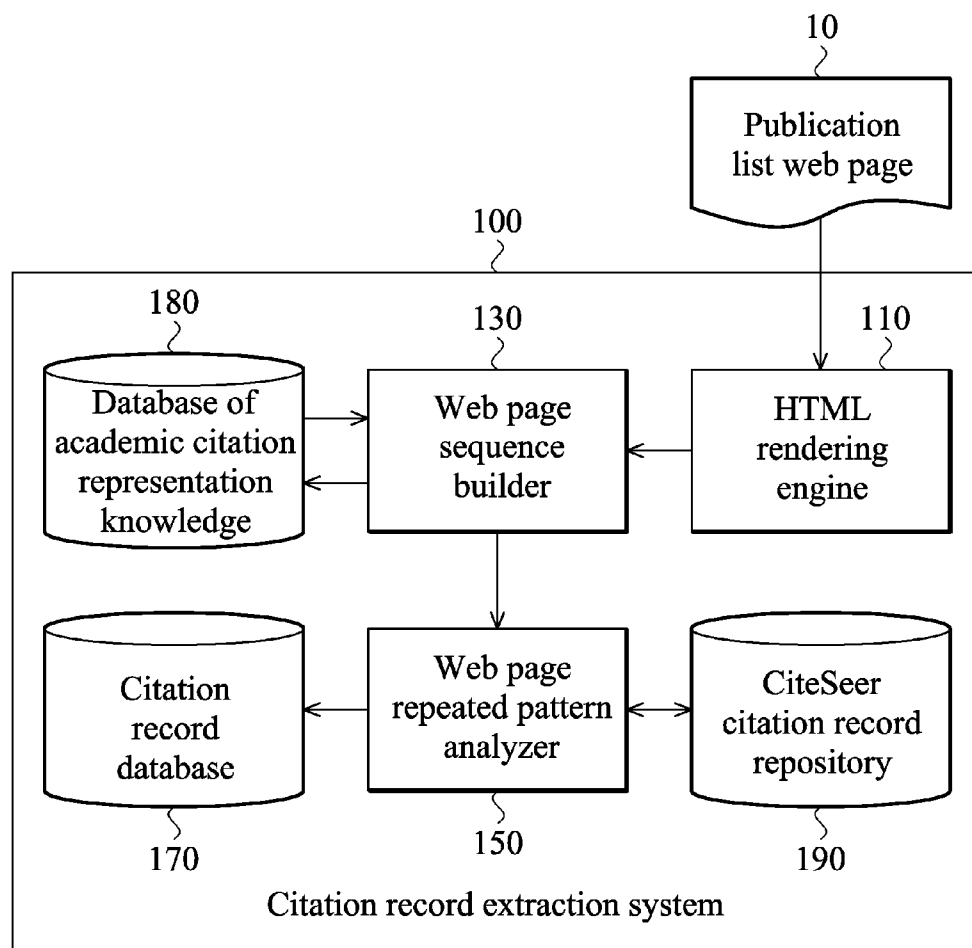 10
Publication
list web page
100
180
130
110
Database of
academic citation
representation
knowledge
Web page
sequence
builder
HTML
rendering
engine
Citation
record
database
Web page
repeated pattern
analyzer
CiteSeer
citation record
repository
170
150
190
Citation record extraction system